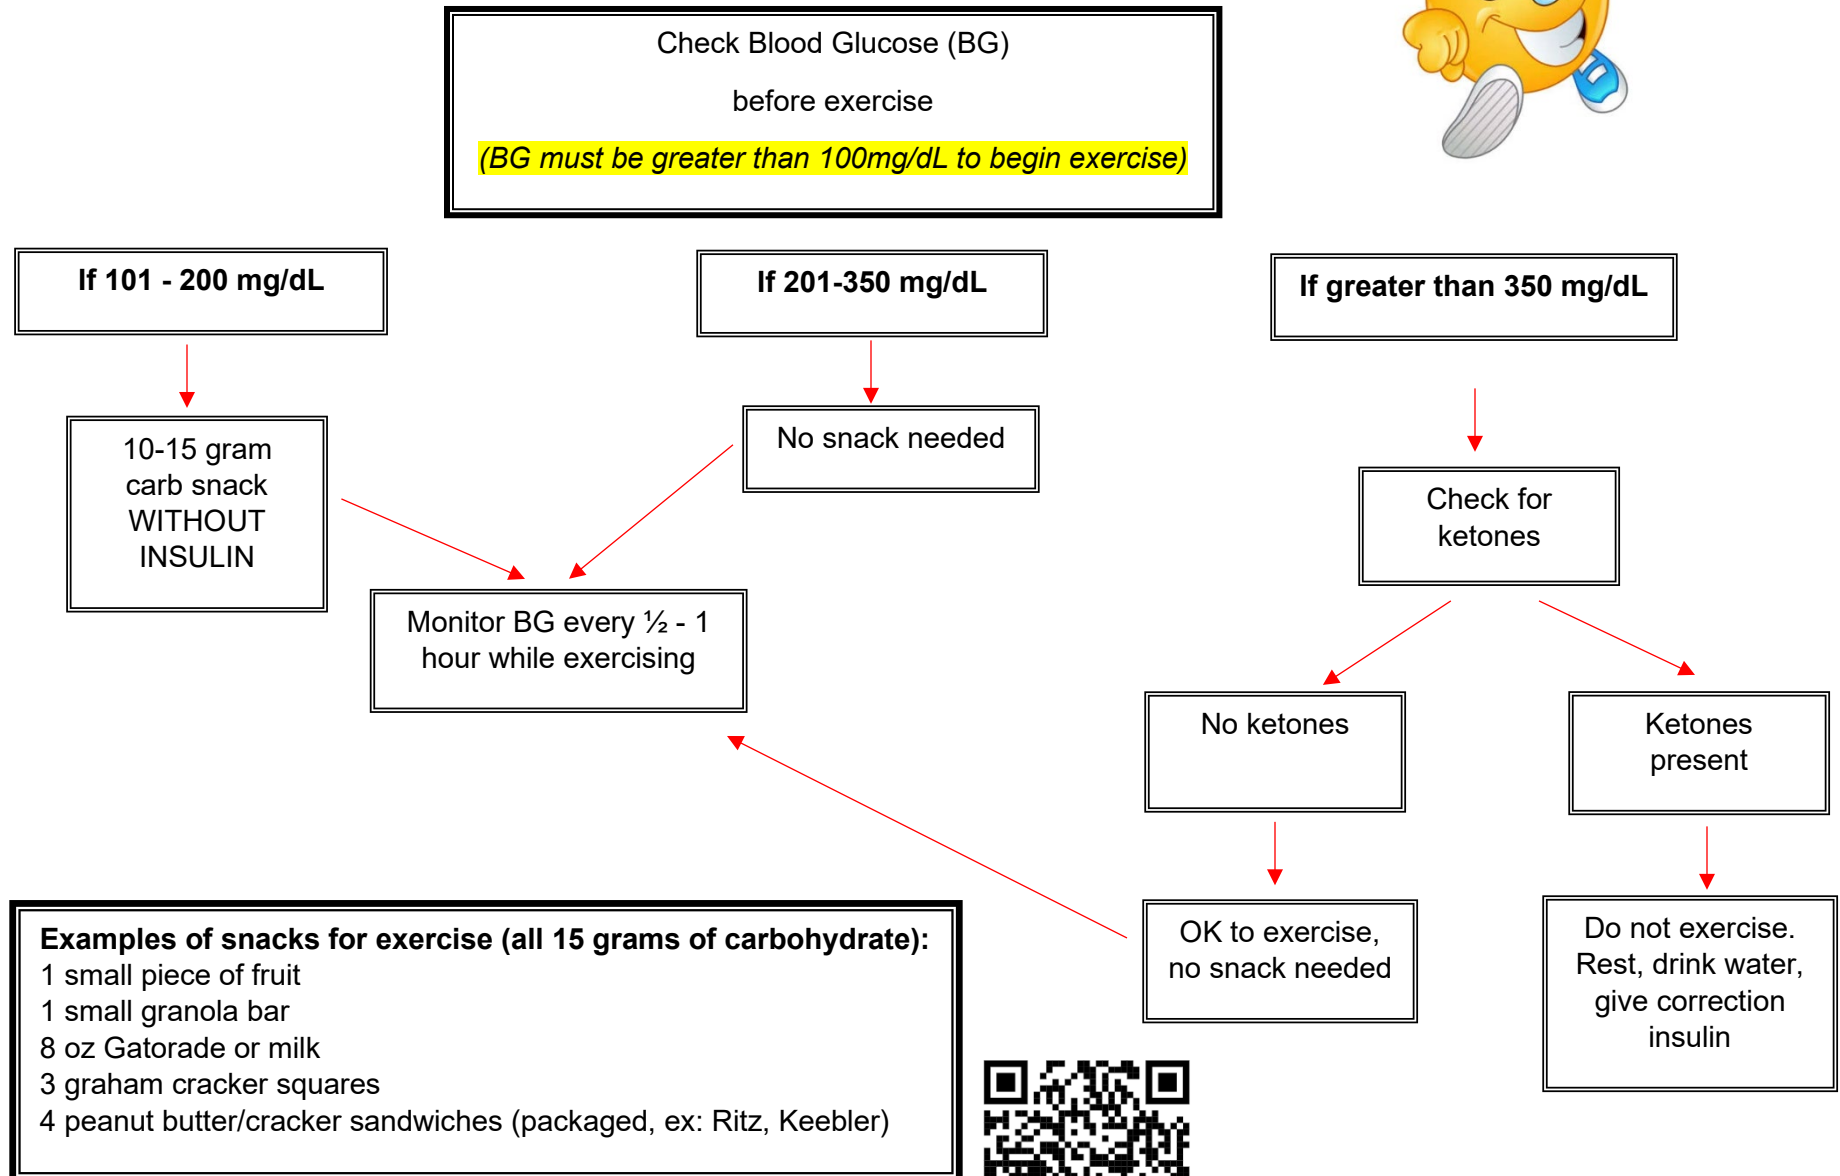 Check Blood Glucose (BG)
before exercise
(BG must be greater than 100mg/dL to begin exercise)
If 101 - 200 mg/dL
If 201-350 mg/dL
If greater than 350 mg/dL
10-15 gram
carb snack
WITHOUT
INSULIN
No snack needed
Check for
ketones
Monitor BG every ½ - 1
hour while exercising
No ketones
Ketones
present
OK to exercise,
no snack needed
Do not exercise.
Rest, drink water,
give correction
insulin
Examples of snacks for exercise (all 15 grams of carbohydrate):
1 small piece of fruit
1 small granola bar
8 oz Gatorade or milk
3 graham cracker squares
4 peanut butter/cracker sandwiches (packaged, ex: Ritz, Keebler)